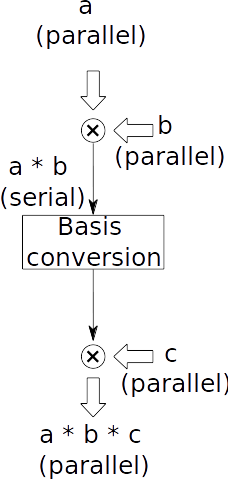 a
(parallel)
b
(parallel)
a * b
(serial)
Basis
conversion
c
(parallel)
a * b * c
(parallel)